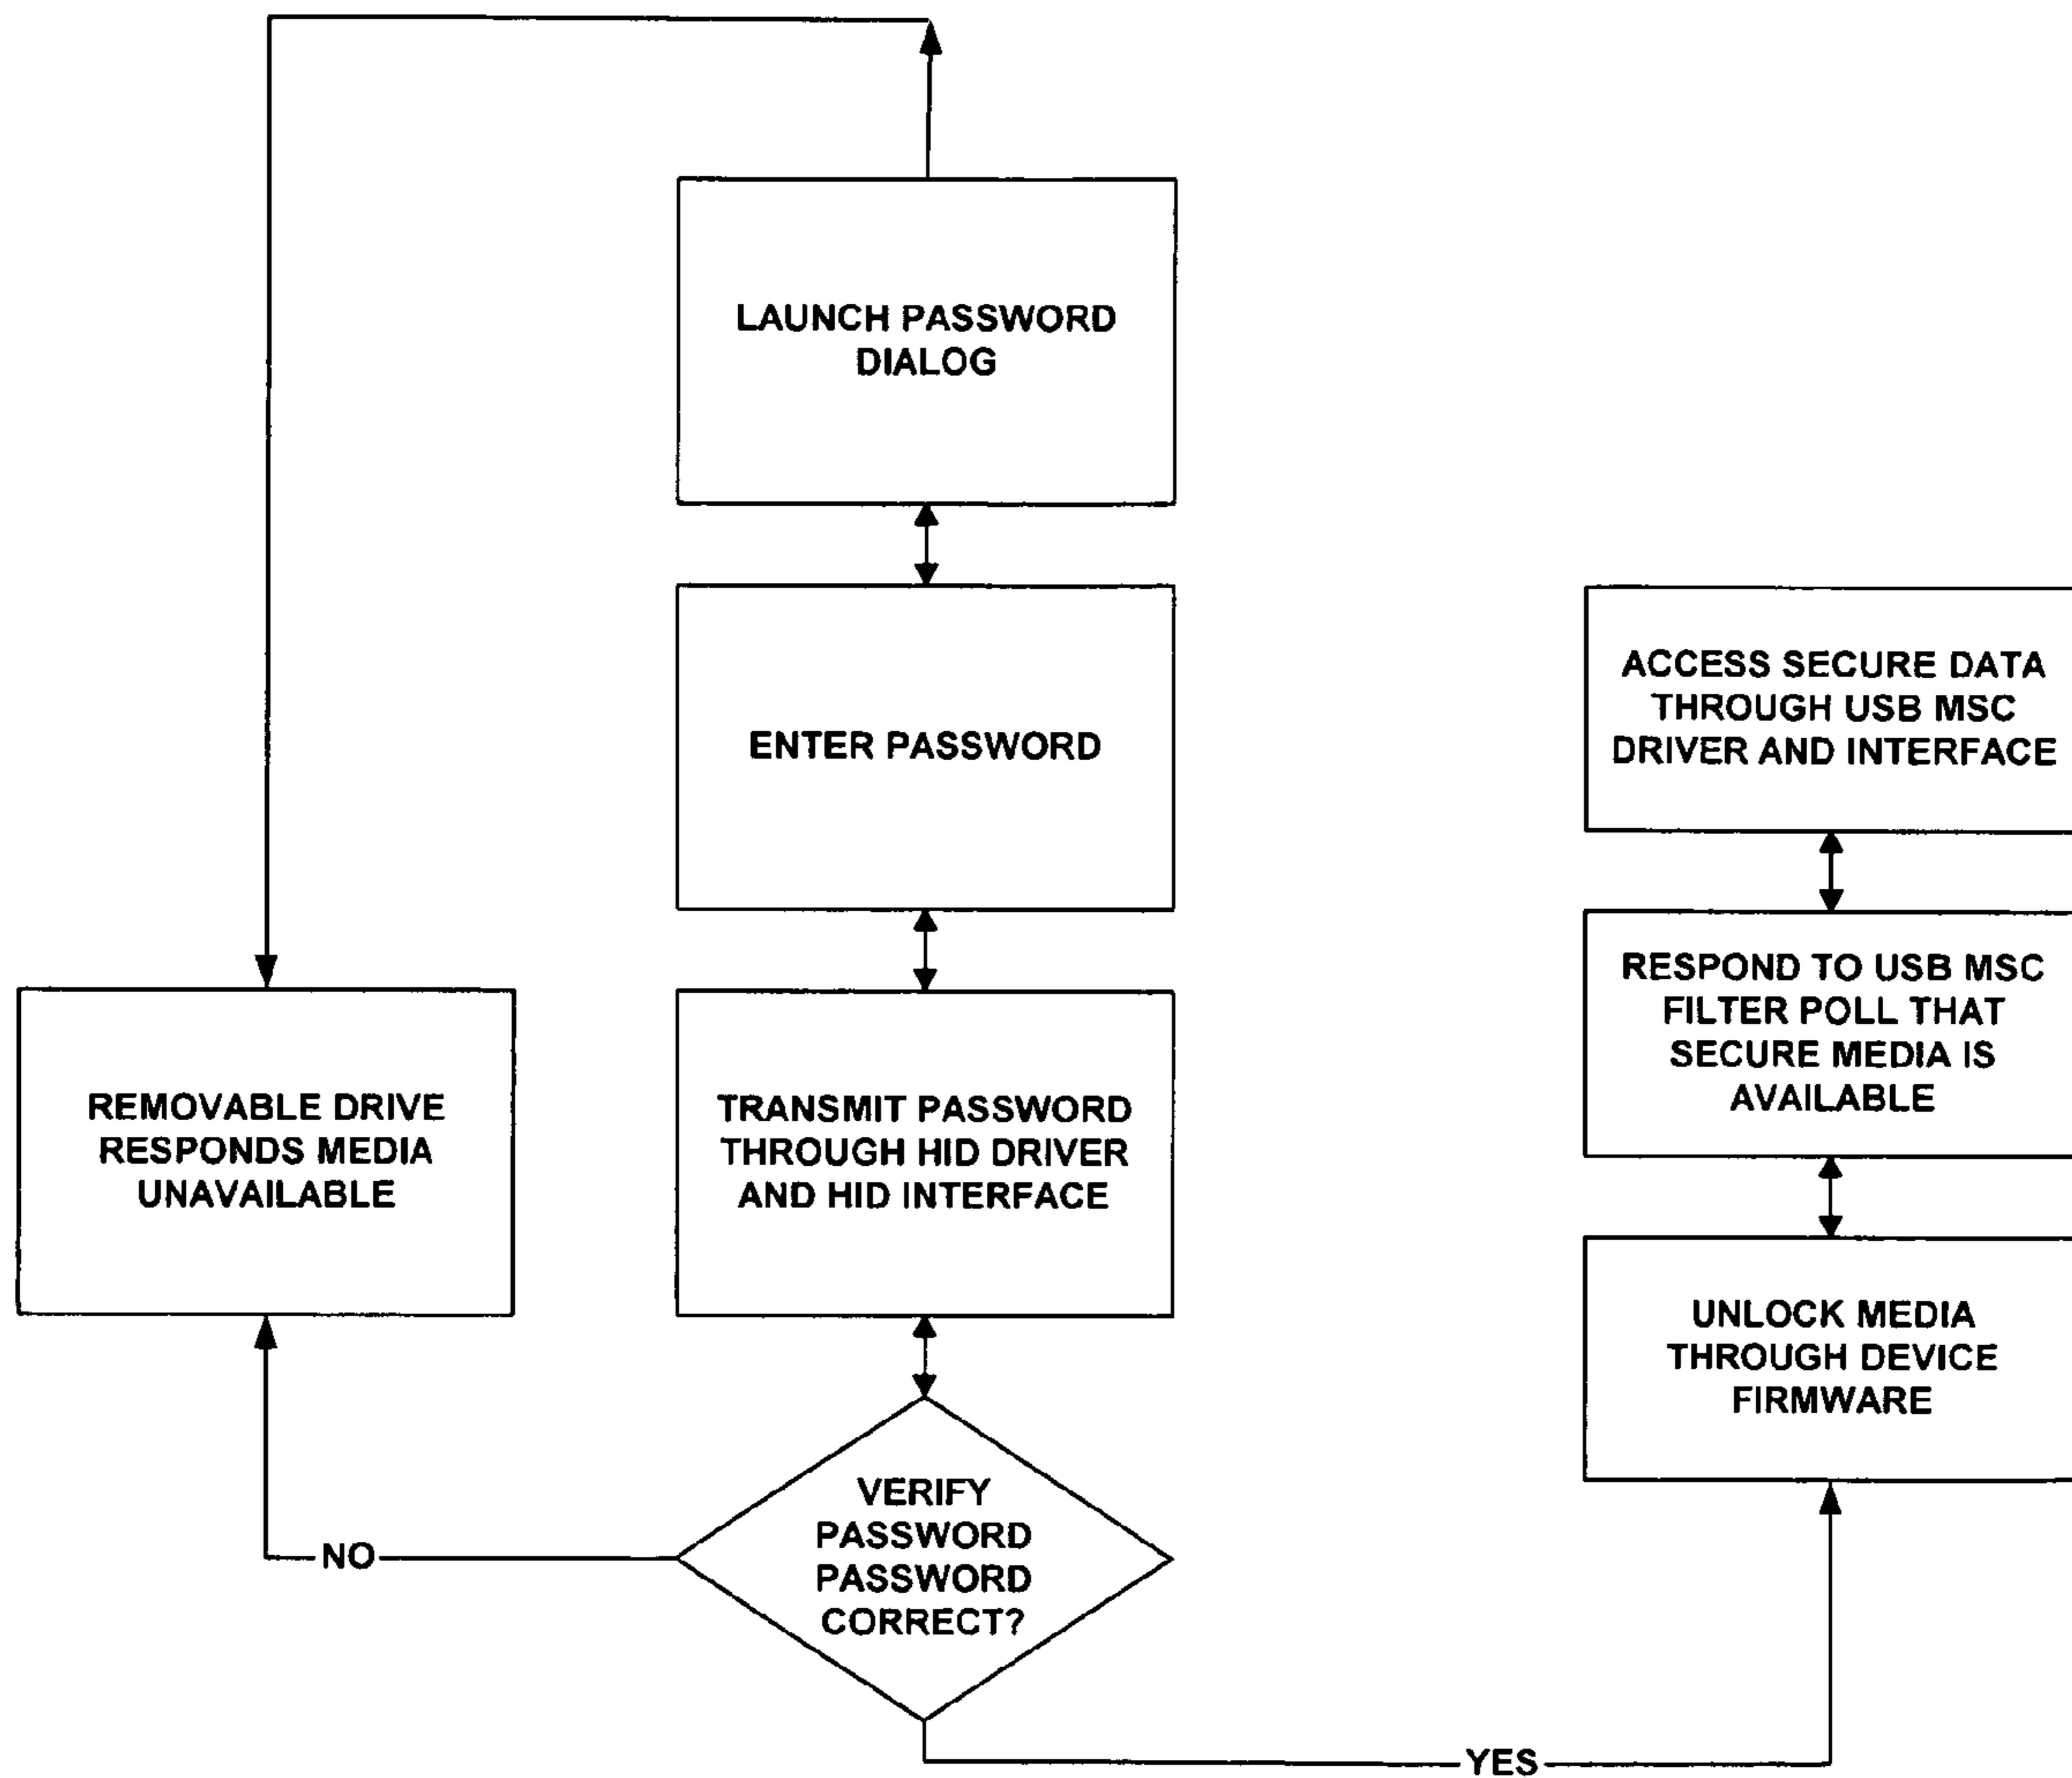 LAUNCH PASSWORD
DIALOG
ENTER PASSWORD
ACCESS SECURE DATA
THROUGH USB MSC
DRIVER AND INTERFACE
RESPOND TO USB MSC
FILTER POLL THAT
SECURE MEDIA IS
AVAILABLE
REMOVABLE DRIVE
RESPONDS MEDIA
UNAVAILABLE
TRANSMIT PASSWORD
THROUGH HID DRIVER
AND HID INTERFACE
UNLOCK MEDIA
THROUGH DEVICE
FIRMWARE
VERIFY
PASSWORD
PASSWORD
CORRECT?
NO
YES